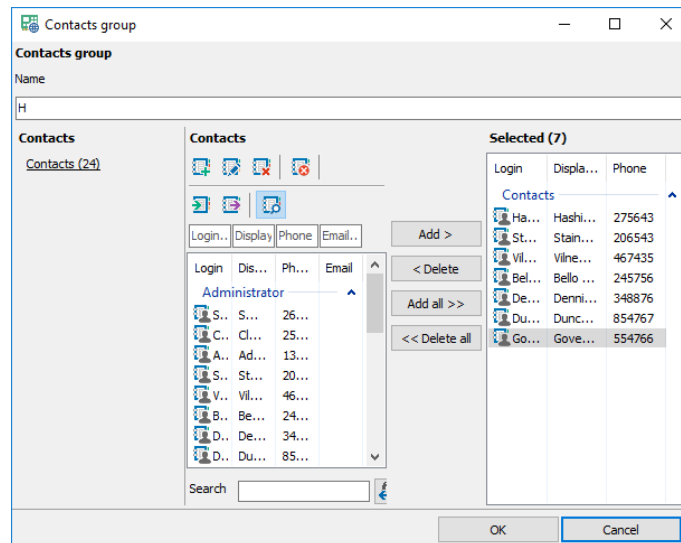 Contacts group
Contacts group
Name
H
Contacts
Contacts (24)
Contacts
Login.. Display Phone Email..
Login Dis... Ph... Email
Administrator
S.. S... 26...
C.. Cl... 25...
A.. Ad... 13...
S.. St... 20...
V.. Vil... 46...
B.. Be... 24...
D.. De... 34...
D.. Du... 85...
Search
Add >
< Delete
Add all >>
<< Delete all
Selected (7)
Login Displa... Phone
Contacts
Ha... Hashi... 275643
St... Stain... 206543
Vil... Vilne... 467435
Bel... Bello ... 245756
De... Denni... 348876
Du... Dunc... 854767
Go... Gove... 554766
OK Cancel